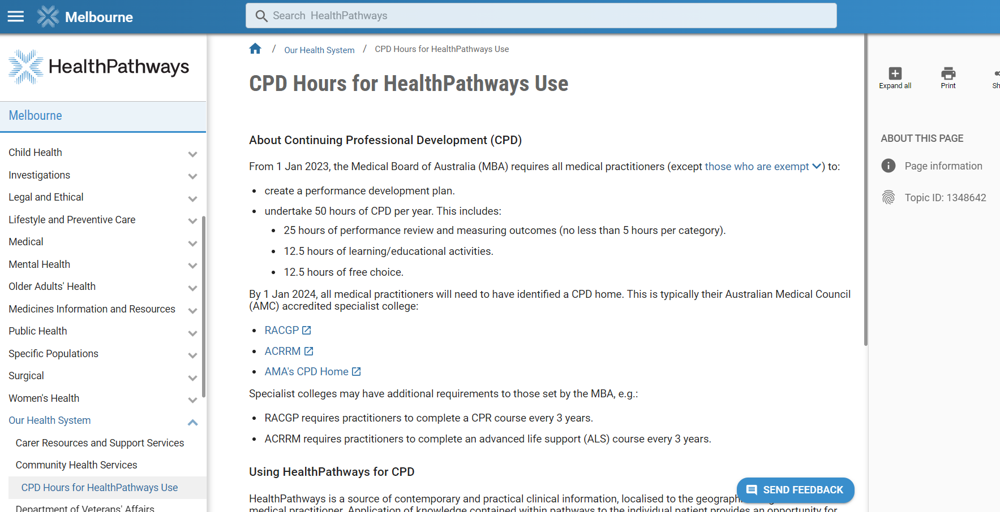 Melbourne
Search HealthPathways
HealthPathways
Melbourne
Child Health
Investigations
Legal and Ethical
Lifestyle and Preventive Care
Medical
Mental Health
Older Adults' Health
Medicines Information and Resources
Public Health
Specific Populations
Surgical
Women's Health
Our Health System
Carer Resources and Support Services
Community Health Services
CPD Hours for HealthPathways Use
Department of Veterans' Affairs
/ Our Health System / CPD Hours for HealthPathways Use
CPD Hours for HealthPathways Use
About Continuing Professional Development (CPD)
From 1 Jan 2023, the Medical Board of Australia (MBA) requires all medical practitioners (except those who are exempt) to:
• create a performance development plan.
• undertake 50 hours of CPD per year. This includes:
• 25 hours of performance review and measuring outcomes (no less than 5 hours per category).
• 12.5 hours of learning/educational activities.
• 12.5 hours of free choice.
By 1 Jan 2024, all medical practitioners will need to have identified a CPD home. This is typically their Australian Medical Council
(AMC) accredited specialist college:
• RACGP
• ACRRM
• AMA's CPD Home
Specialist colleges may have additional requirements to those set by the MBA, e.g.:
• RACGP requires practitioners to complete a CPR course every 3 years.
• ACRRM requires practitioners to complete an advanced life support (ALS) course every 3 years.
Using HealthPathways for CPD
HealthPathways is a source of contemporary and practical clinical information, localised to the
medical practitioner. Application of knowledge contained within pathways to the individual patient provides an opportunity for
SEND FEEDBACK
Expand all
Print
Sh
ABOUT THIS PAGE
Page information
Topic ID: 1348642